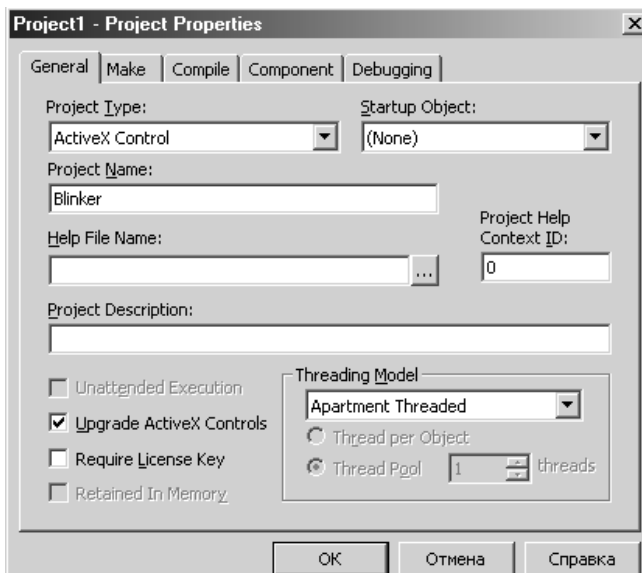 Project1 - Project Properties
General Make Compile Component Debugging
Project Type:
ActiveX Control
Startup Object:
(None)
Project Name:
Blinker
Project Help
Context ID:
0
Help File Name:
...
Project Description:
Unattended Execution
Upgrade ActiveX Controls
Require License Key
Retained In Memory
Threading Model
Apartment Threaded
Thread per Object
Thread Pool 1 threads
OK Отмена Справка